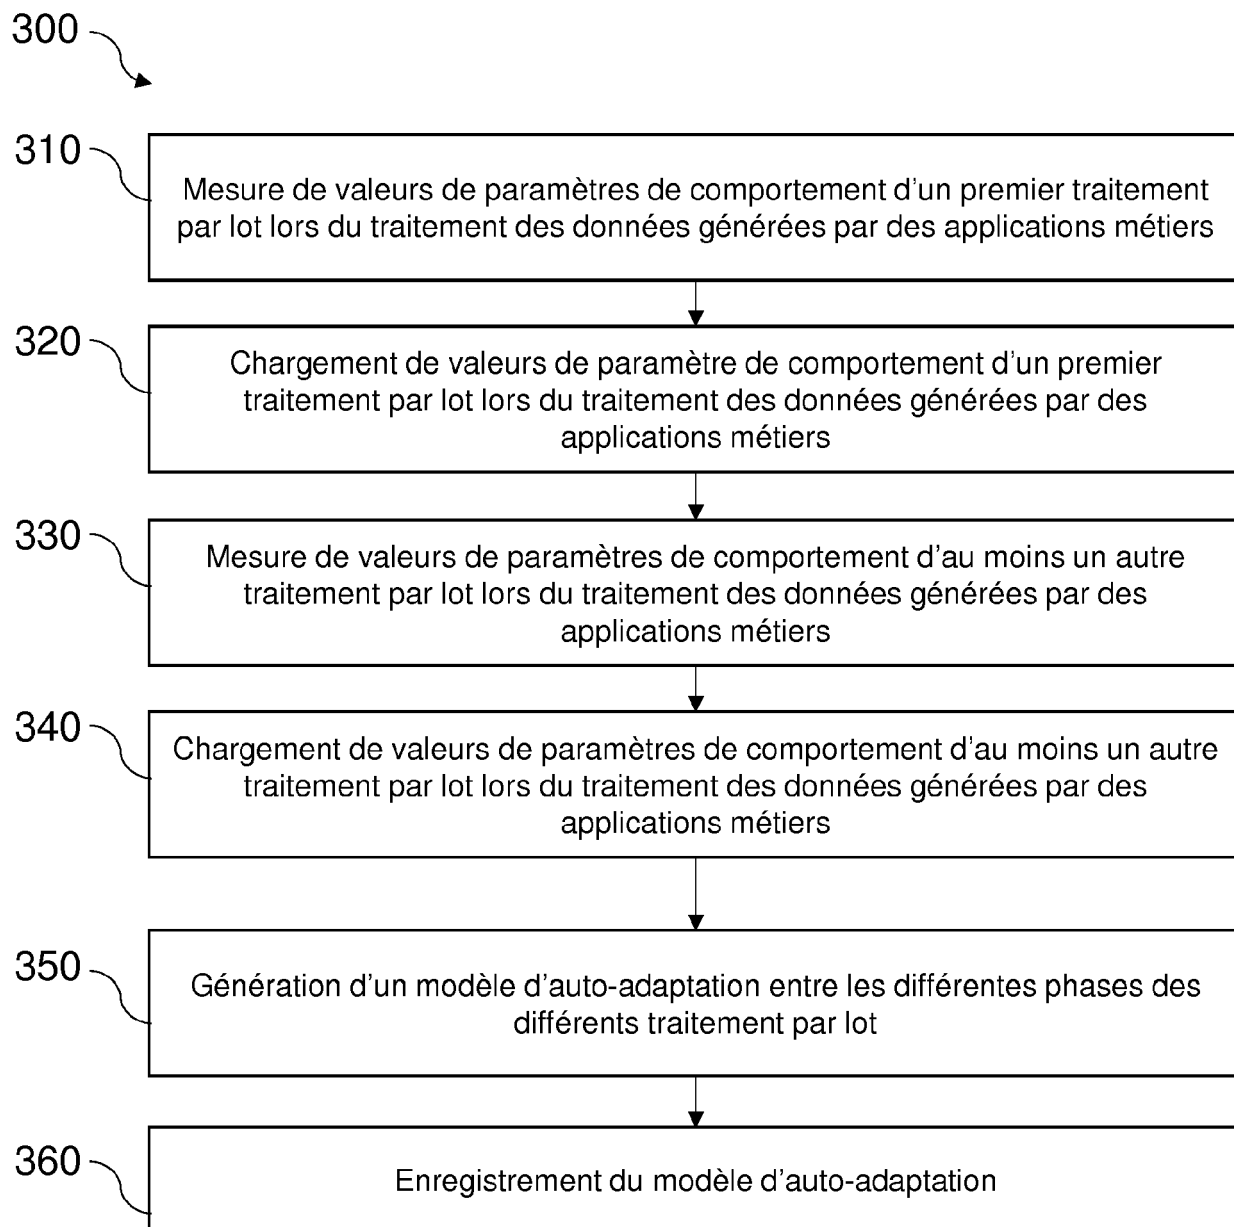 300
310
Mesure de valeurs de paramètres de comportement d'un premier traitement
par lot lors du traitement des données générées par des applications métiers
320
Chargement de valeurs de paramètre de comportement d'un premier
traitement par lot lors du traitement des données générées par des
applications métiers
330
Mesure de valeurs de paramètres de comportement d'au moins un autre
traitement par lot lors du traitement des données générées par des
applications métiers
340
Chargement de valeurs de paramètres de comportement d'au moins un autre
traitement par lot lors du traitement des données générées par des
applications métiers
350
Génération d'un modèle d'auto-adaptation entre les différentes phases des
différents traitement par lot
360
Enregistrement du modèle d'auto-adaptation